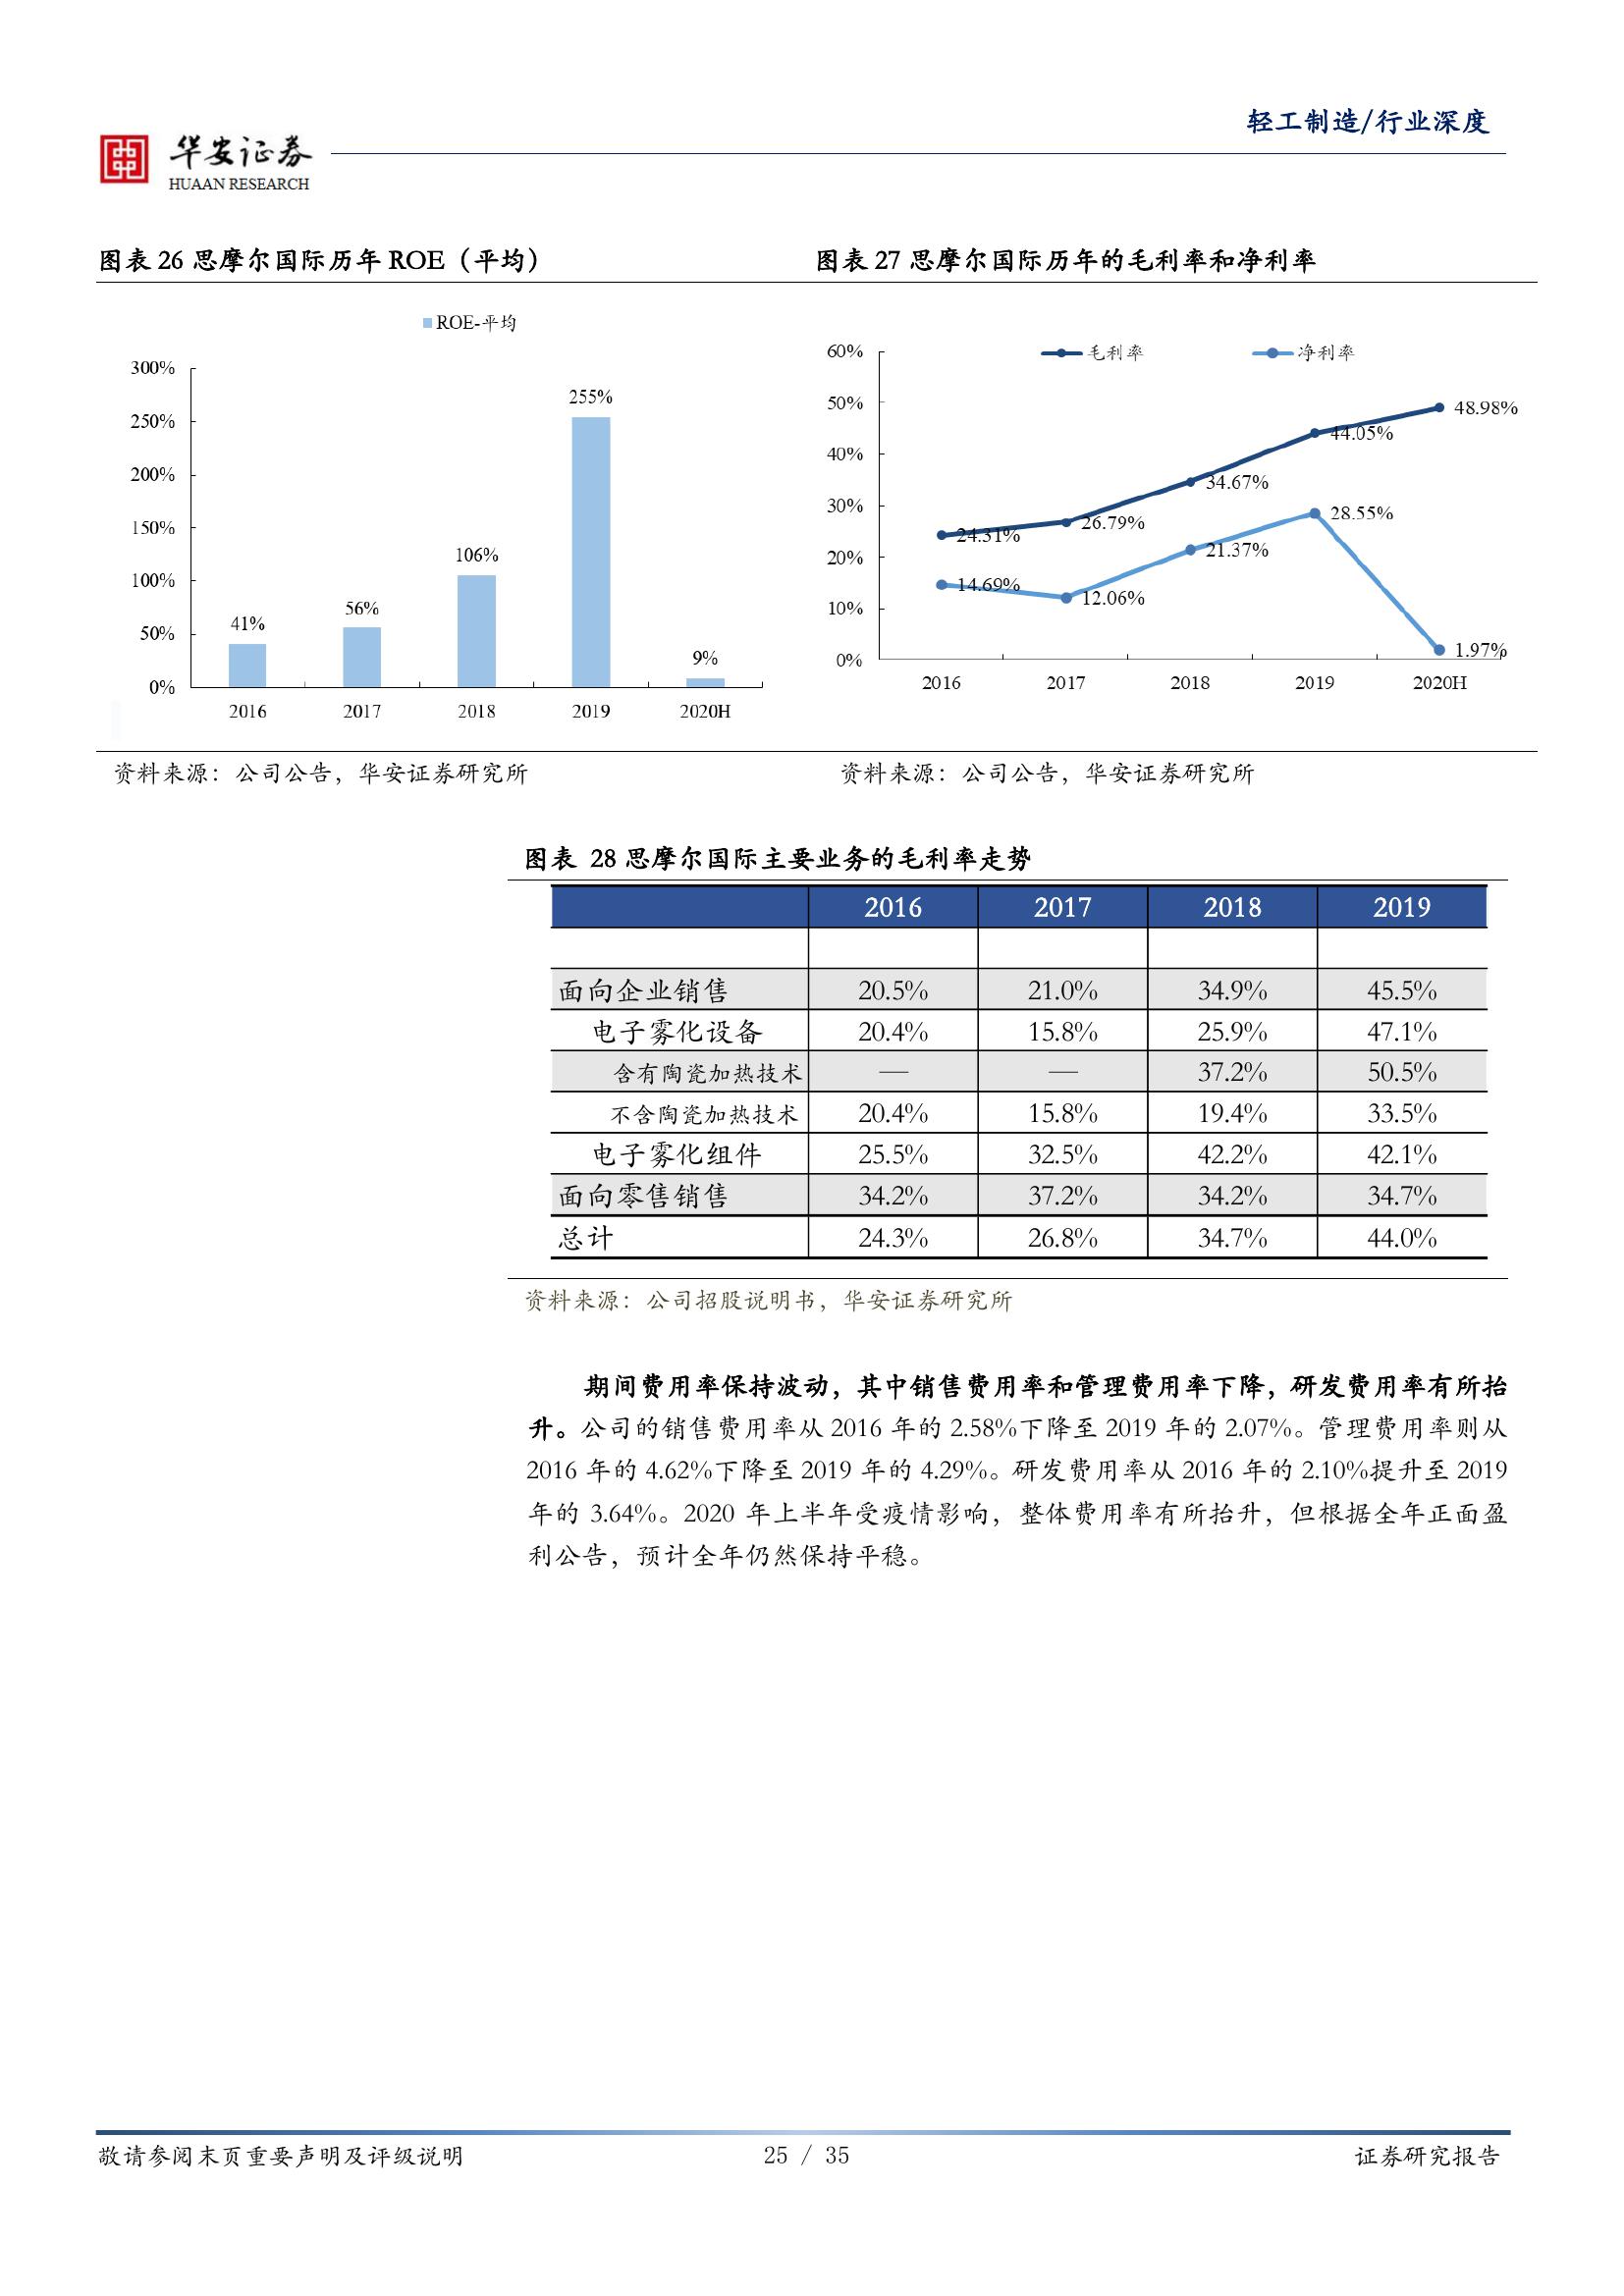 轻工制造/行业深度
华安证券
HUAAN RESEARCH
图表 26 思摩尔国际历年 ROE（平均）
ROE-平均
300%
250%
200%
150%
100%
50%
0%
41%
56%
106%
255%
9%
2016 2017 2018 2019 2020H
资料来源：公司公告，华安证券研究所
图表 27 思摩尔国际历年的毛利率和净利率
毛利率 净利率
60%
50%
40%
30%
20%
10%
0%
24.31%
26.79%
34.67%
44.05%
48.98%
14.69%
12.06%
21.37%
28.55%
1.97%
2016 2017 2018 2019 2020H
资料来源：公司公告，华安证券研究所
图表 28 思摩尔国际主要业务的毛利率走势
2016 2017 2018 2019
面向企业销售 20.5% 21.0% 34.9% 45.5%
电子雾化设备 20.4% 15.8% 25.9% 47.1%
含有陶瓷加热技术 — — 37.2% 50.5%
不含陶瓷加热技术 20.4% 15.8% 19.4% 33.5%
电子雾化组件 25.5% 32.5% 42.2% 42.1%
面向零售销售 34.2% 37.2% 34.2% 34.7%
总计 24.3% 26.8% 34.7% 44.0%
资料来源：公司招股说明书，华安证券研究所
期间费用率保持波动，其中销售费用率和管理费用率下降，研发费用率有所抬
升。公司的销售费用率从 2016 年的 2.58%下降至 2019 年的 2.07%。管理费用率则从
2016 年的 4.62%下降至 2019 年的 4.29%。研发费用率从 2016 年的 2.10%提升至 2019
年的 3.64%。2020 年上半年受疫情影响，整体费用率有所抬升，但根据全年正面盈
利公告，预计全年仍然保持平稳。
敬请参阅末页重要声明及评级说明 25 / 35 证券研究报告